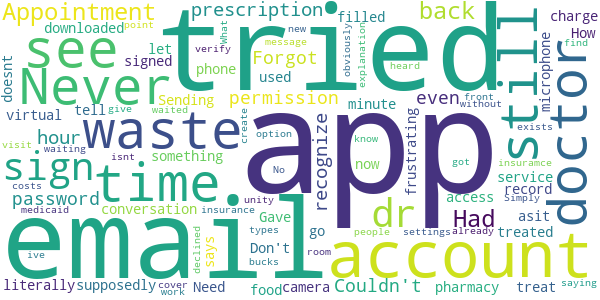 Appointment
prescription
back
tried
still
doctor
charge
new
What
point
downloaded
filled
How
message
verify
let
see
doesnt
signed
phone
Forgot
used
obviously
explanation
heard
microphone
find
Never
Sending
permission
minute
even
front
without
virtual
tell
give
waited
waste
app
create
option
exists
hour
waiting
isnt
something
recognize
No
know
now
frustrating
got
insuramce
service
sign
time
visit
password
conversation
dr
Had
access
record
Simply
costs
medicaid
insurance
unity
Gave
go
people
settings
already
treated
asit
email
account
says
declined
types
Don't
bucks
room
ive
literally
supposedly
cover
work
Need
food
camera
Couldn't
pharmacy
treat
saying